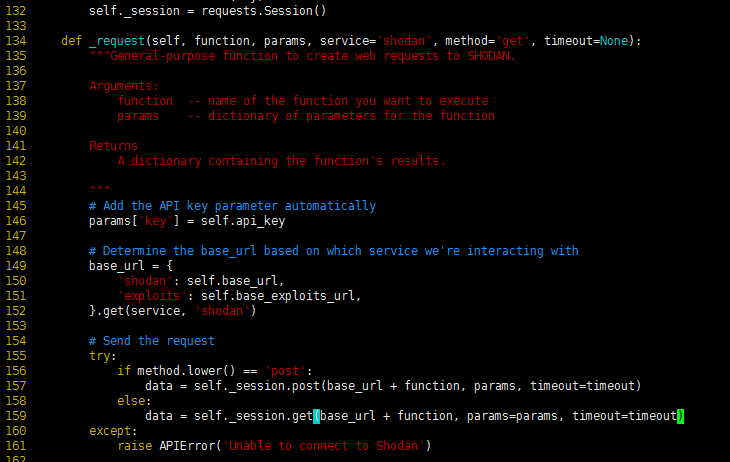 132         self._session = requests.Session()
133
134     def _request(self, function, params, service='shodan', method='get', timeout=None):
135         """General-purpose function to create web requests to SHODAN.
136
137         Arguments:
138             function  -- name of the function you want to execute
139             params    -- dictionary of parameters for the function
140
141         Returns
142             A dictionary containing the function's results.
143
144         """
145         # Add the API key parameter automatically
146         params['key'] = self.api_key
147
148         # Determine the base_url based on which service we're interacting with
149         base_url = {
150             'shodan': self.base_url,
151             'exploits': self.base_exploits_url,
152         }.get(service, 'shodan')
153
154         # Send the request
155         try:
156             if method.lower() == 'post':
157                 data = self._session.post(base_url + function, params, timeout=timeout)
158             else:
159                 data = self._session.get(base_url + function, params=params, timeout=timeout)
160         except:
161             raise APIError('Unable to connect to Shodan')
162